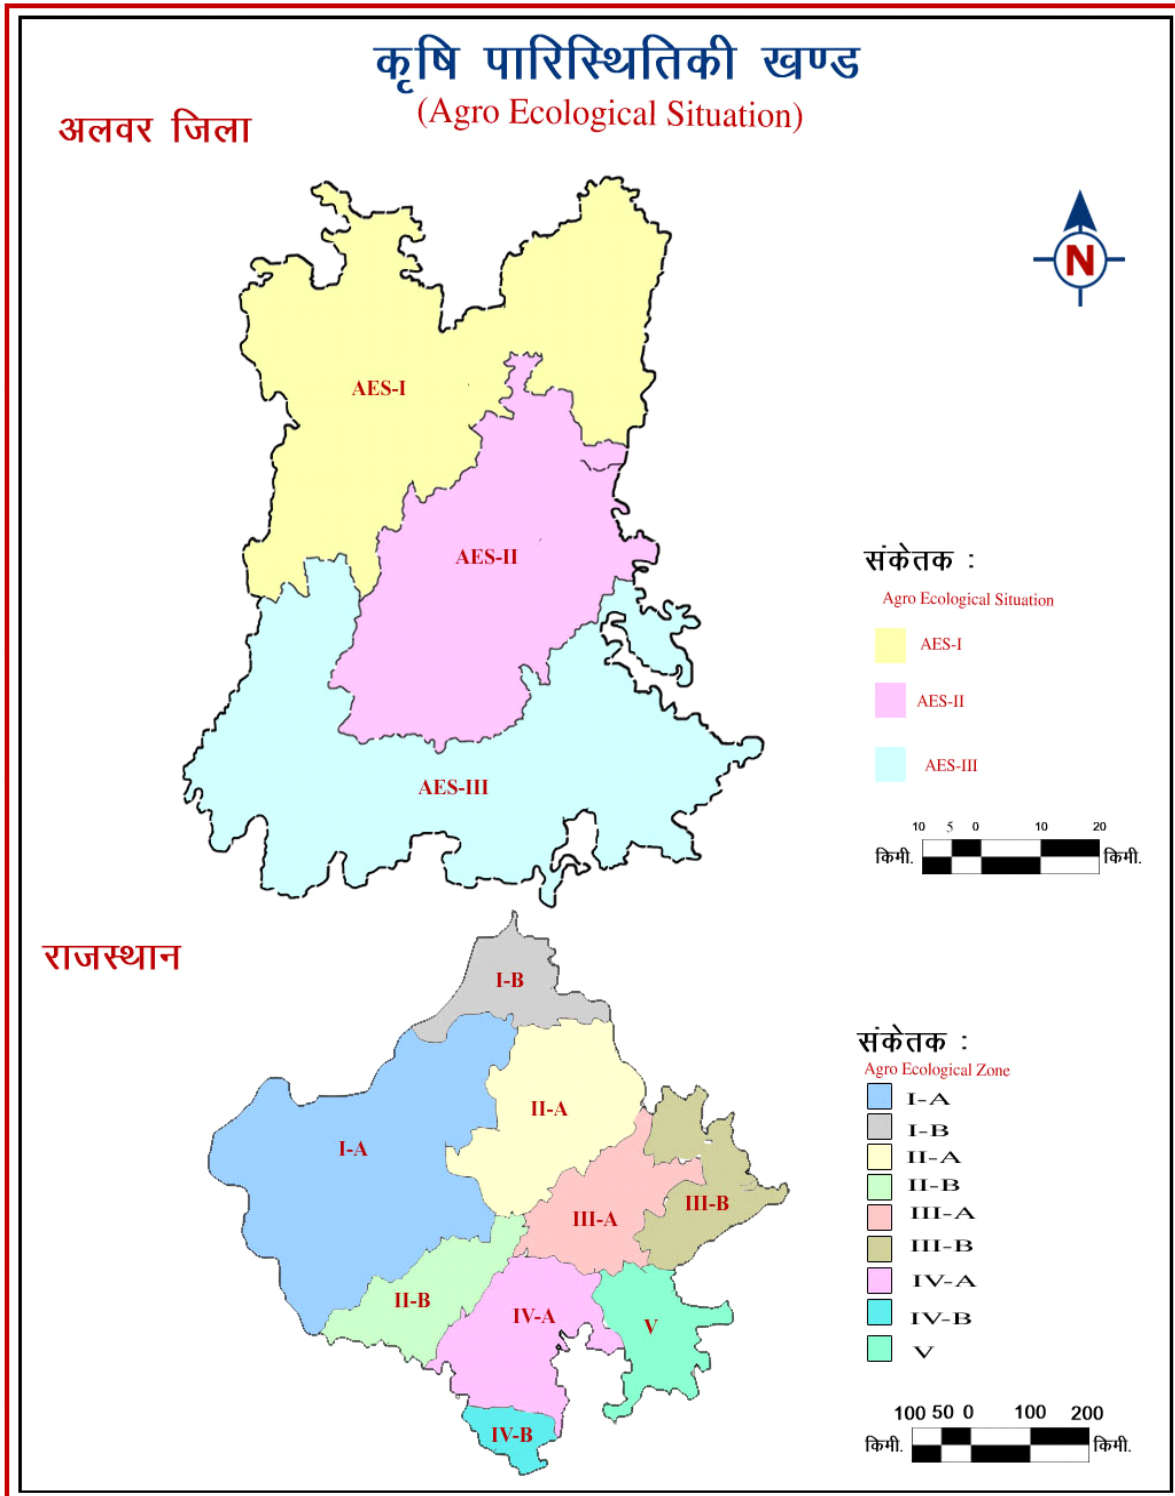 कृषि पारिस्थितिकी खण्ड
(Agro Ecological Situation)
अलवर जिला
N
AES-I
AES-II
AES-III
संकेतक :
Agro Ecological Situation
AES-I
AES-II
AES-III
10 5 0 10 20
किमी. किमी.
राजस्थान
I-B
II-A
I-A
III-B
III-A
II-B
IV-A
V
IV-B
संकेतक :
Agro Ecological Zone
I-A
I-B
II-A
II-B
III-A
III-B
IV-A
IV-B
V
100 50 0 100 200
किमी. किमी.